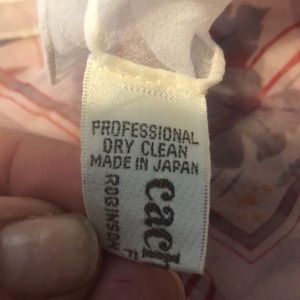 PROFESSIONAL
DRY CLEAN
MADE IN JAPAN
cach
F
ROBINSON